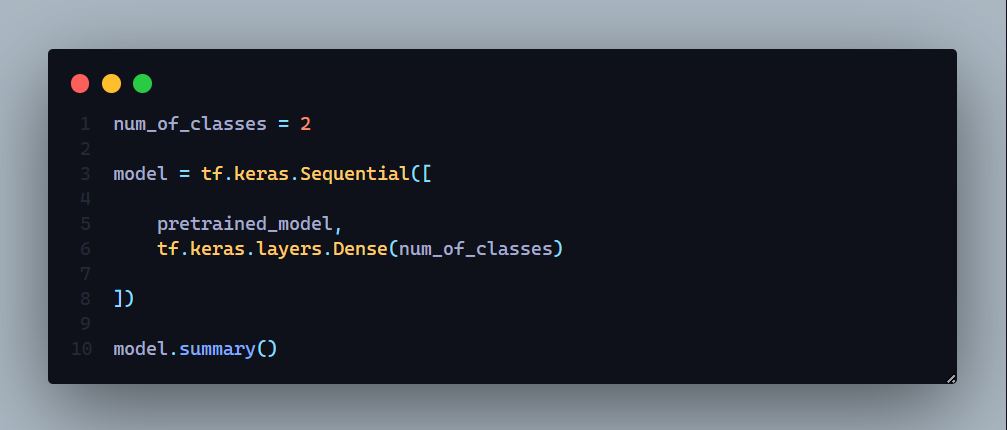 1 num_of_classes = 2
2
3 model = tf.keras.Sequential([
4
5     pretrained_model,
6     tf.keras.layers.Dense(num_of_classes)
7
8 ])
9
10 model.summary()